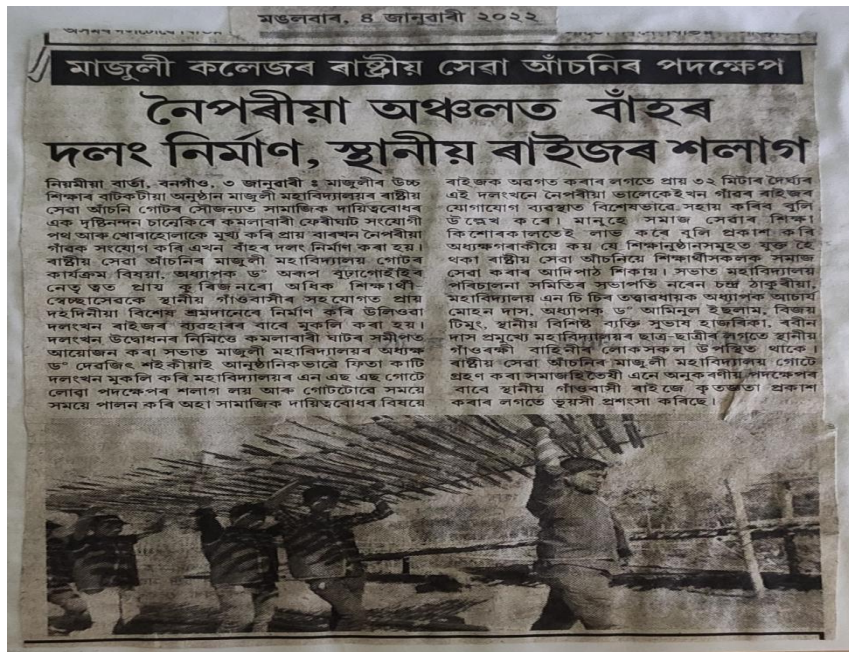 মঙলবাৰ, ৪ জানুৱাৰী ২০২২
মাজুলী কলেজৰ ৰাষ্ট্ৰীয় সেৱা আঁচনিৰ পদক্ষেপ
নৈপৰীয়া অঞ্চলত বাঁহৰ
দলং নিৰ্মাণ, স্থানীয় ৰাইজৰ শলাগ
নিয়মীয়া বাৰ্তা, বনগাঁও, ৩ জানুৱাৰী : মাজুলীৰ উচ্চ
শিক্ষাৰ বাটকটীয়া অনুষ্ঠান মাজুলী মহাবিদ্যালয়ৰ ৰাষ্ট্ৰীয়
সেৱা আঁচনি গোটৰ সৌজন্যত সামাজিক দায়িত্ববোধৰ
এক দৃষ্টিনন্দন চানেকিৰে কমলাবাৰী ফেৰীঘাট সংযোগী
পথ আৰু খোৰাহোলাকে মুখ্য কৰি প্ৰায় বাৰখন নৈপৰীয়া
গাঁৱক সংযোগ কৰি এখন বাঁহৰ দলং নিৰ্মাণ কৰা হয়।
ৰাষ্ট্ৰীয় সেৱা আঁচনিৰ মাজুলী মহাবিদ্যালয় গোটৰ
কাৰ্যক্ৰম বিষয়া, অধ্যাপক ড° অৰূপ বুঢ়াগোহাঁইৰ
নেতৃত্বত প্ৰায় কুৰিজনৰো অধিক শিক্ষাৰ্থী-
স্বেচ্ছাসেৱকে স্থানীয় গাঁওবাসীৰ সহযোগত প্ৰায়
দহদিনীয়া বিশেষ শ্ৰমদানেৰে নিৰ্মাণ কৰি উলিওৱা
দলংখন ৰাইজৰ ব্যৱহাৰৰ বাবে মুকলি কৰা হয়।
দলংখন উদ্বোধনৰ নিমিত্তে কমলাবাৰী ঘাটৰ সমীপত
আয়োজন কৰা সভাত মাজুলী মহাবিদ্যালয়ৰ অধ্যক্ষ
ড° দেৱজিৎ শইকীয়াই আনুষ্ঠানিকভাৱে ফিতা কাটি
দলংখন মুকলি কৰি মহাবিদ্যালয়ৰ এন এছ এছ গোটে
লোৱা পদক্ষেপৰ শলাগ লয় আৰু গোটটোৱে সময়ে
সময়ে পালন কৰি অহা সামাজিক দায়িত্ববোধৰ বিষয়ে
ৰাইজক অৱগত কৰাৰ লগতে প্ৰায় ৩২ মিটাৰ দৈৰ্ঘ্যৰ
এই দলংখনে নৈপৰীয়া ভালেকেইখন গাঁৱৰ ৰাইজৰ
যোগাযোগ ব্যৱস্থাত বিশেষভাৱে সহায় কৰিব বুলি
উল্লেখ কৰে। মানুহে সমাজ সেৱাৰ শিক্ষা
কিশোৰকালতেই লাভ কৰে বুলি প্ৰকাশ কৰি
অধ্যক্ষগৰাকীয়ে কয় যে শিক্ষানুষ্ঠানসমূহত যুক্ত হৈ
থকা ৰাষ্ট্ৰীয় সেৱা আঁচনিয়ে শিক্ষাৰ্থীসকলক সমাজ
সেৱা কৰাৰ আদিপাঠ শিকায়। সভাত মহাবিদ্যালয়
পৰিচালনা সমিতিৰ সভাপতি নৰেন চন্দ্ৰ ঠাকুৰীয়া,
মহাবিদ্যালয় এন চি চিৰ তত্বাৱধায়ক অধ্যাপক আচাৰ্য
মোহন দাস, অধ্যাপক ড° আমিনুল ইছলাম, বিজয়
টিমুং, স্থানীয় বিশিষ্ট ব্যক্তি সুভাষ হাজৰিকা, ৰবীন
দাস প্ৰমুখ্যে মহাবিদ্যালয়ৰ ছাত্ৰ-ছাত্ৰীৰ লগতে স্থানীয়
গাঁওৰক্ষী বাহিনীৰ লোকসকল উপস্থিত থাকে।
ৰাষ্ট্ৰীয় সেৱা আঁচনিৰ মাজুলী মহাবিদ্যালয় গোটে
গ্ৰহণ কৰা সমাজহিতৈষী এনে অনুকৰণীয় পদক্ষেপৰ
বাবে স্থানীয় গাঁওবাসী ৰাইজে কৃতজ্ঞতা প্ৰকাশ
কৰাৰ লগতে ভূয়সী প্ৰশংসা কৰিছে।